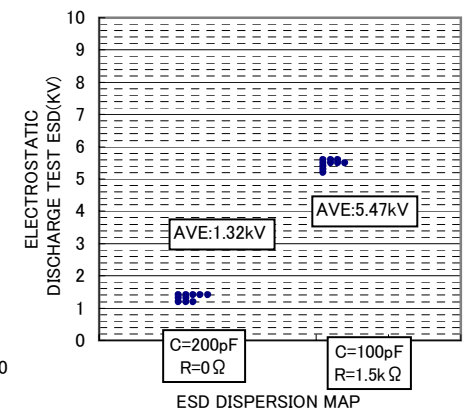 10
9
8
7
6
5
4
3
2
1
0
ELECTROSTATIC
DISCHARGE TEST ESD(KV)
AVE:1.32kV
AVE:5.47kV
C=200pF
R=0Ω
C=100pF
R=1.5kΩ
0
ESD DISPERSION MAP